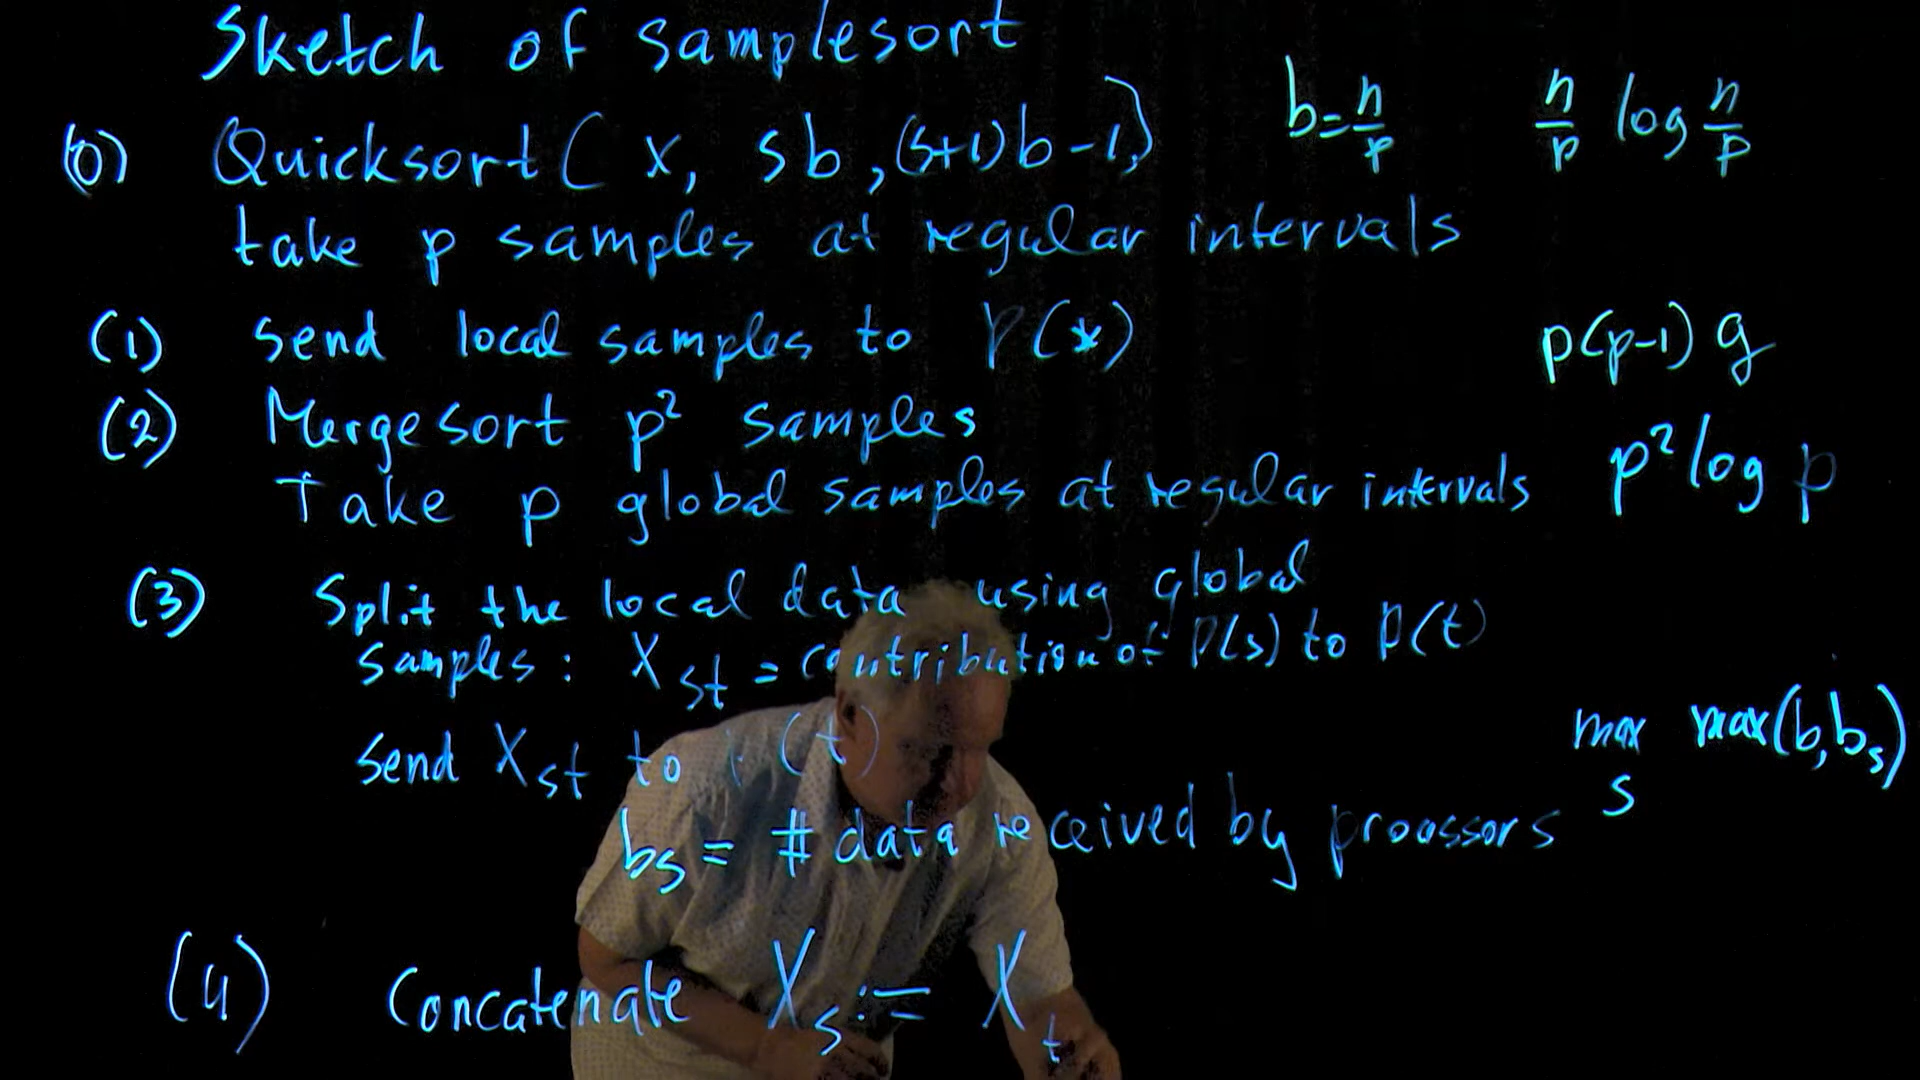 Sketch of samplesort
(0) Quicksort(x, sb, (s+1)b-1) b=n/p n/p log n/p
take p samples at regular intervals
(1) send local samples to P(*) p(p-1)g
(2) Mergesort p² samples
Take p global samples at regular intervals p² log p
(3) Split the local data using global
samples: X_st = contribution of P(s) to P(t)
send X_st to P(t) max_s max(b,b_s)
b_s = # data received by processor s
(4) Concatenate X_s := X_t